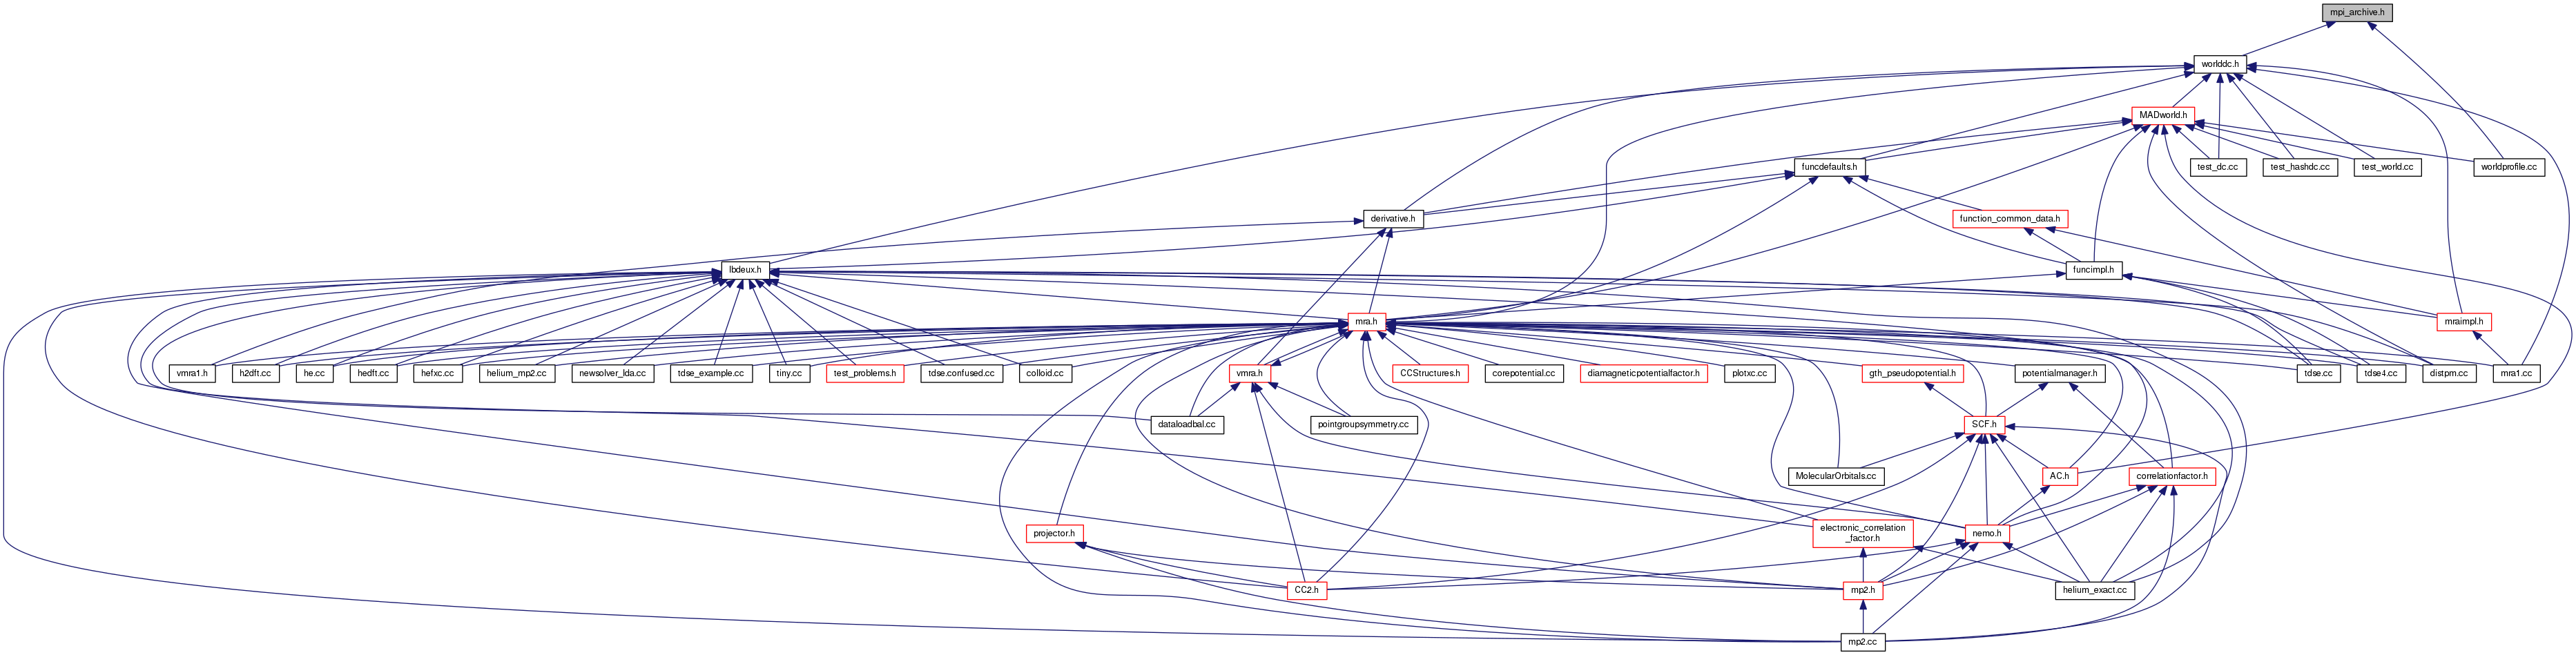 mpi_archive.h
worlddc.h
MADworld.h
funcdefaults.h
test_dc.cc
test_hashdc.cc
test_world.cc
worldprofile.cc
derivative.h
function_common_data.h
lbdeux.h
funcimpl.h
mra.h
mraimpl.h
vmra1.h
h2dft.cc
he.cc
hedft.cc
hefxc.cc
helium_mp2.cc
newsolver_lda.cc
tdse_example.cc
tiny.cc
test_problems.h
tdse.confused.cc
colloid.cc
vmra.h
CCStructures.h
corepotential.cc
diamagneticpotentialfactor.h
plotxc.cc
gth_pseudopotential.h
potentialmanager.h
tdse.cc
tdse4.cc
distpm.cc
mra1.cc
dataloadbal.cc
pointgroupsymmetry.cc
SCF.h
MolecularOrbitals.cc
AC.h
correlationfactor.h
projector.h
electronic_correlation
_factor.h
nemo.h
CC2.h
mp2.h
helium_exact.cc
mp2.cc